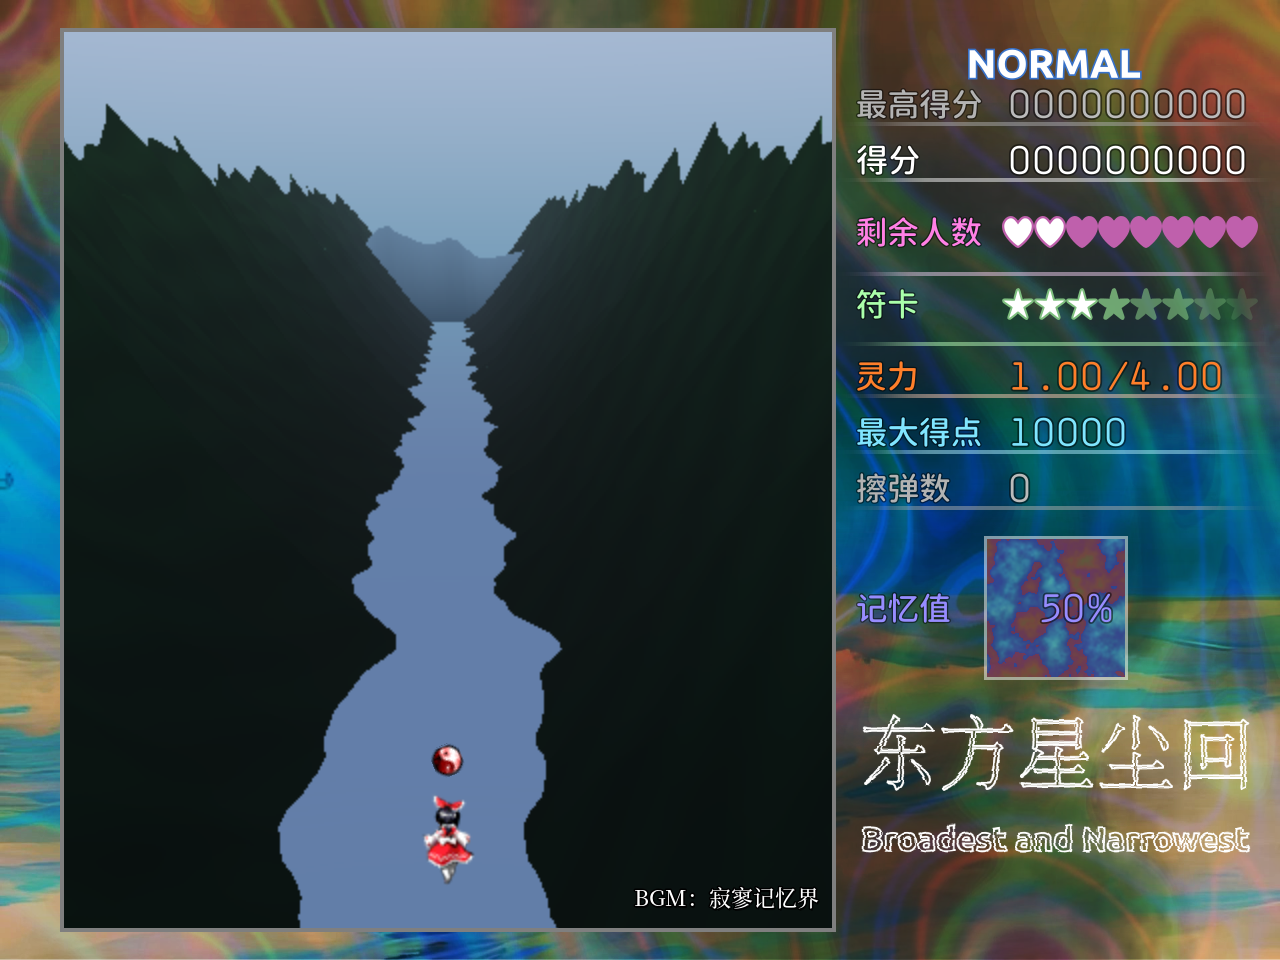 NORMAL
最高得分 0000000000
得分 0000000000
剩余人数
符卡
灵力 1.00/4.00
最大得点 10000
擦弹数 0
记忆值 50%
东方星尘回
Broadest and Narrowest
BGM：寂寥记忆界